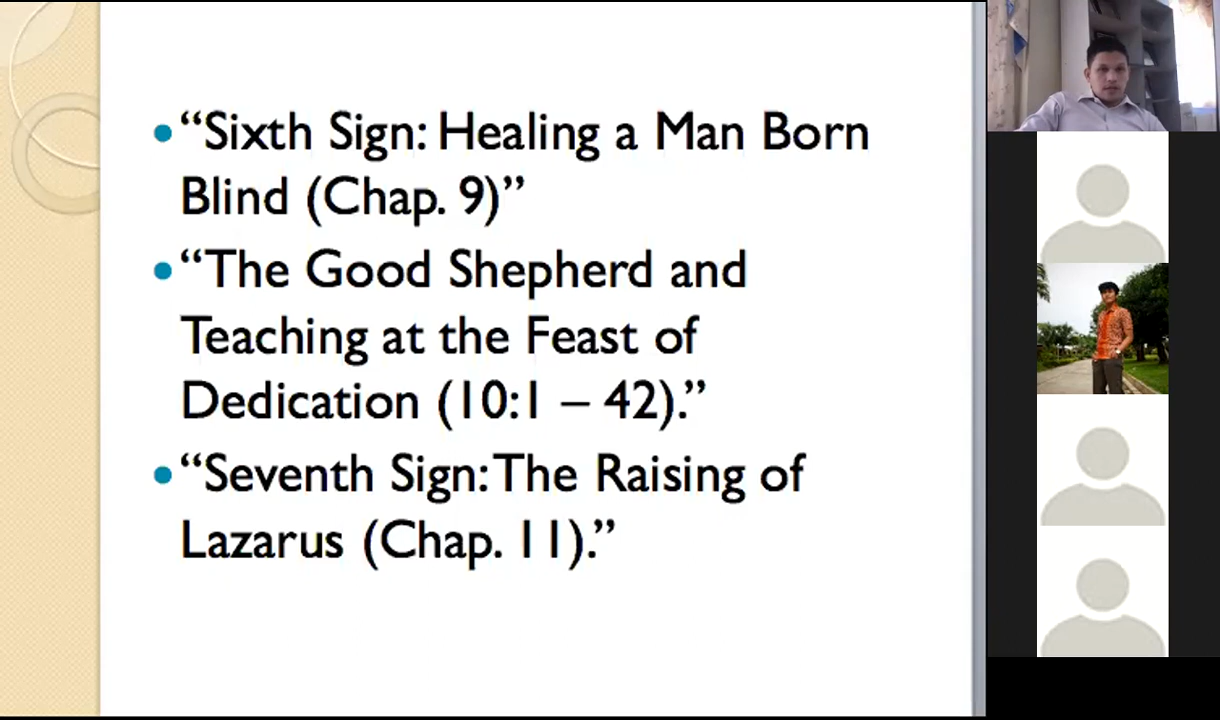 • “Sixth Sign: Healing a Man Born
Blind (Chap. 9)”
• “The Good Shepherd and
Teaching at the Feast of
Dedication (10:1 – 42).”
• “Seventh Sign: The Raising of
Lazarus (Chap. 11).”